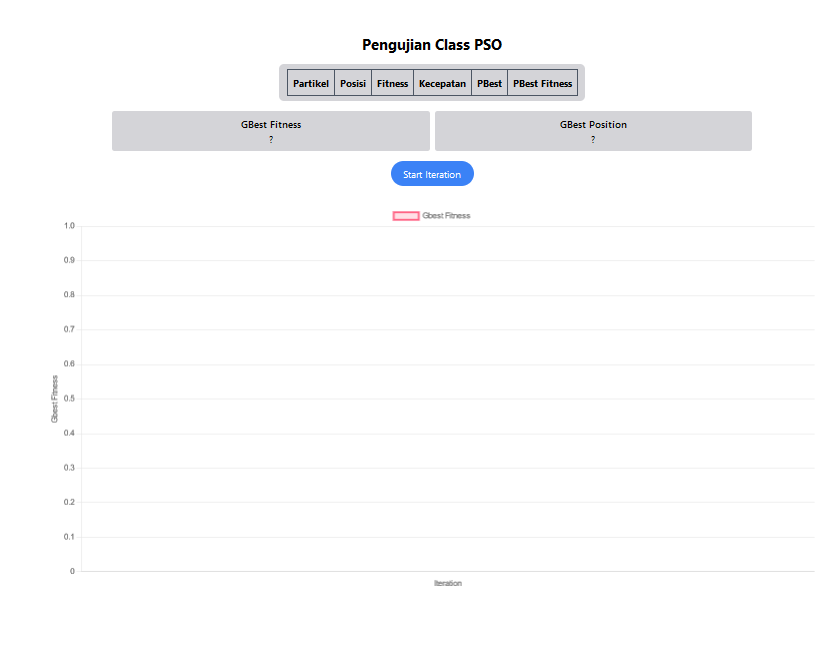 Pengujian Class PSO
Partikel Posisi Fitness Kecepatan PBest PBest Fitness
GBest Fitness
?
GBest Position
?
Start Iteration
Gbest Fitness
1.0
0.9
0.8
0.7
0.6
0.5
0.4
0.3
0.2
0.1
0
Gbest Fitness
Iteration